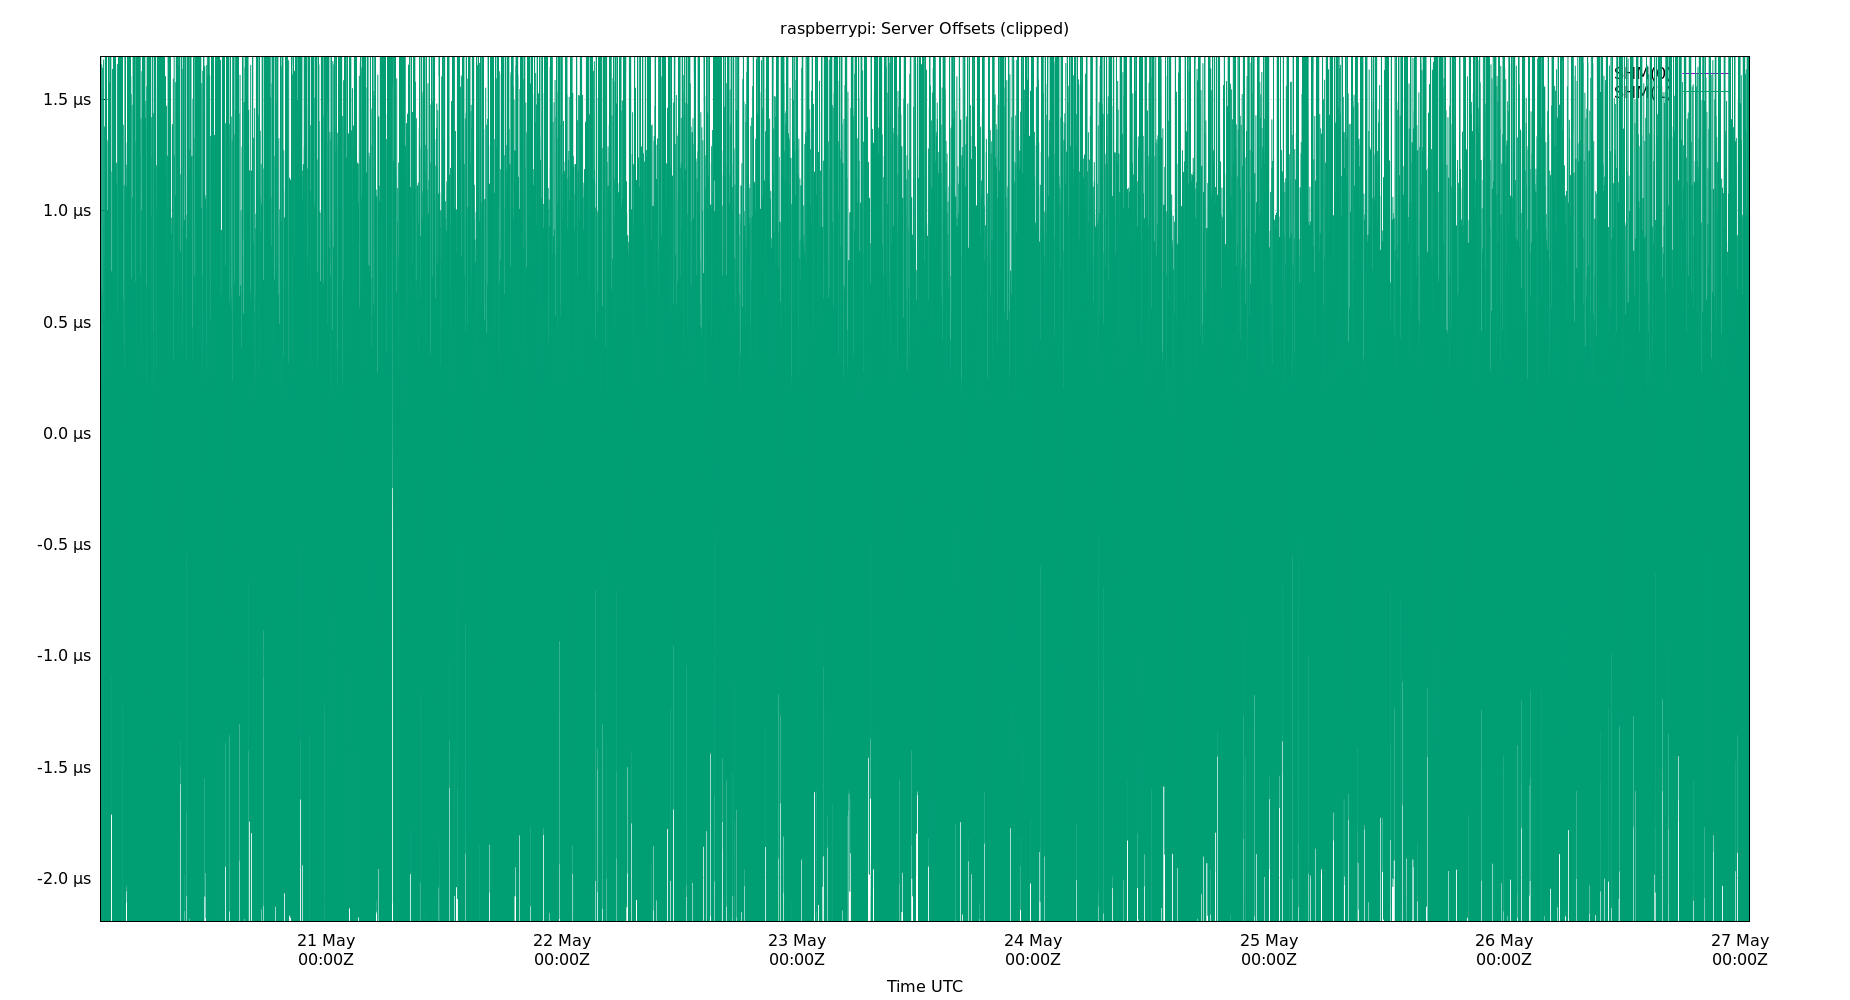 raspberrypi: Server Offsets (clipped)
SHM(0)
1.5 µs
1.0 µs
0.5 µs
0.0 µs
-0.5 µs
-1.0 µs
-1.5 µs
-2.0 µs
21 May 22 May 23 May 24 May 25 May 26 May 27 May
00:00Z 00:00Z 00:00Z 00:00Z 00:00Z 00:00Z 00:00Z
Time UTC